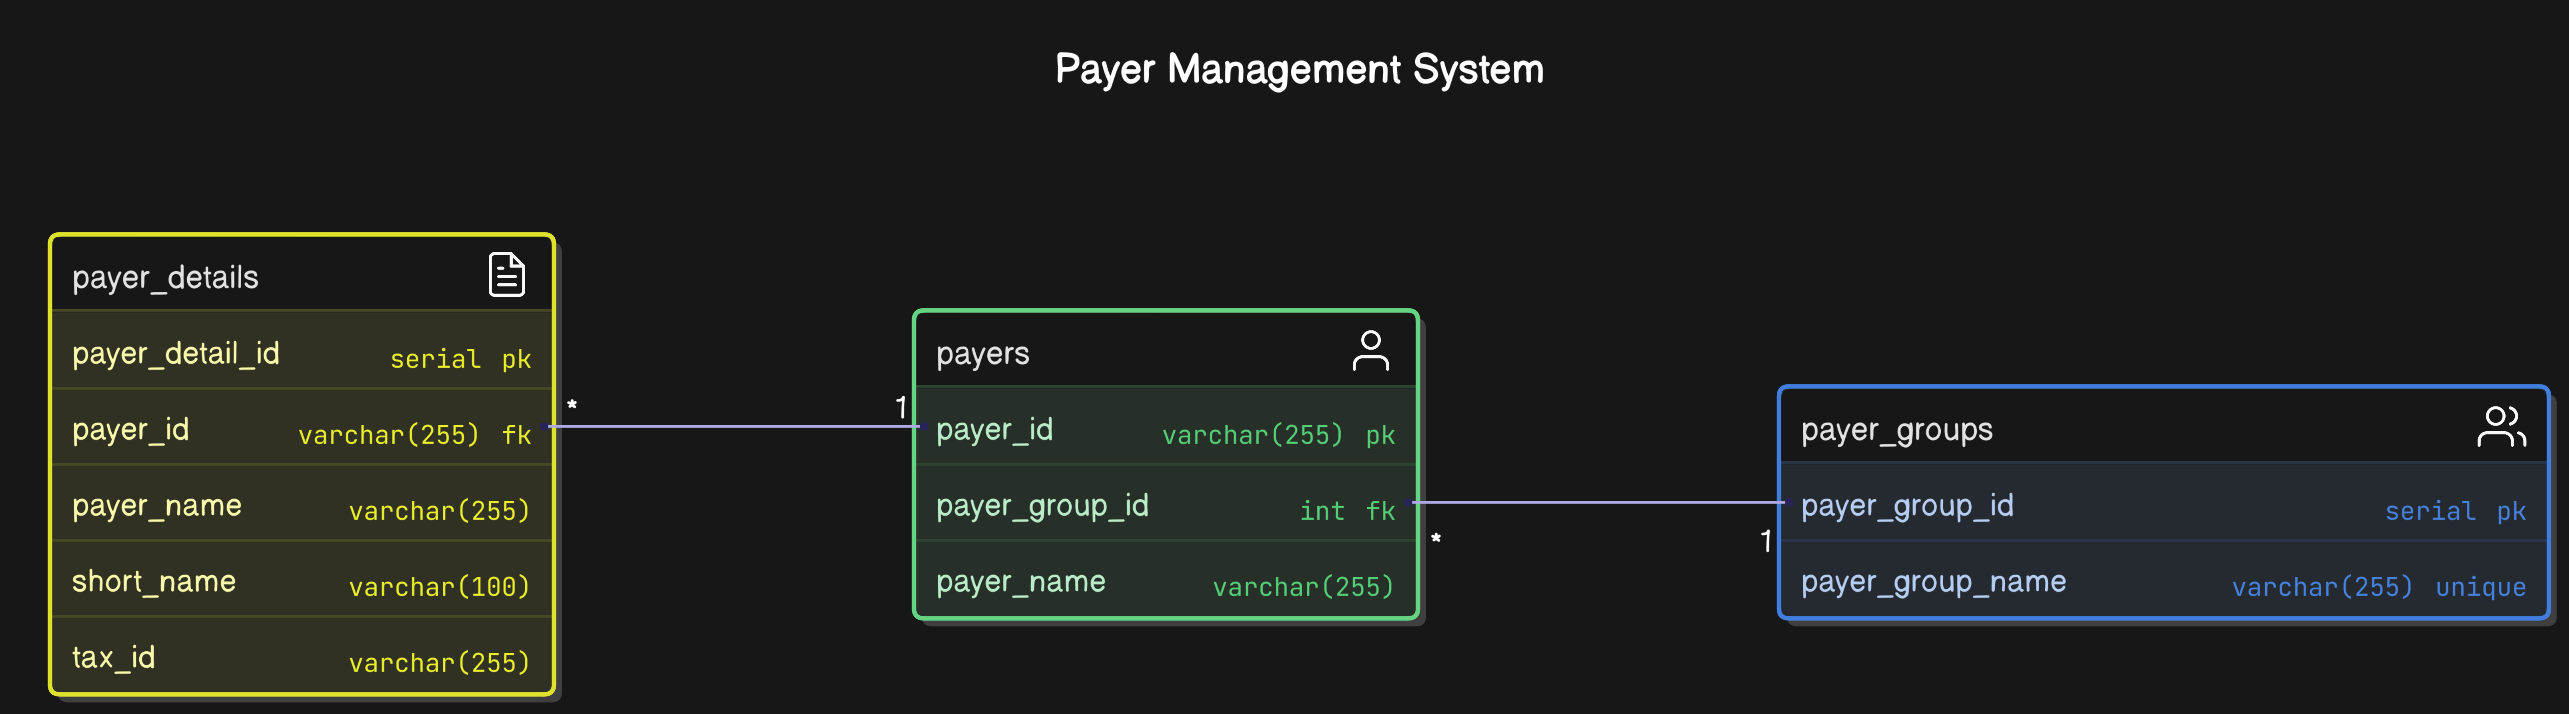 Payer Management System
payer_details
payer_detail_id serial pk
payer_id varchar(255) fk
payer_name varchar(255)
short_name varchar(100)
tax_id varchar(255)
* 1
payers
payer_id varchar(255) pk
payer_group_id int fk
payer_name varchar(255)
* 1
payer_groups
payer_group_id serial pk
payer_group_name varchar(255) unique